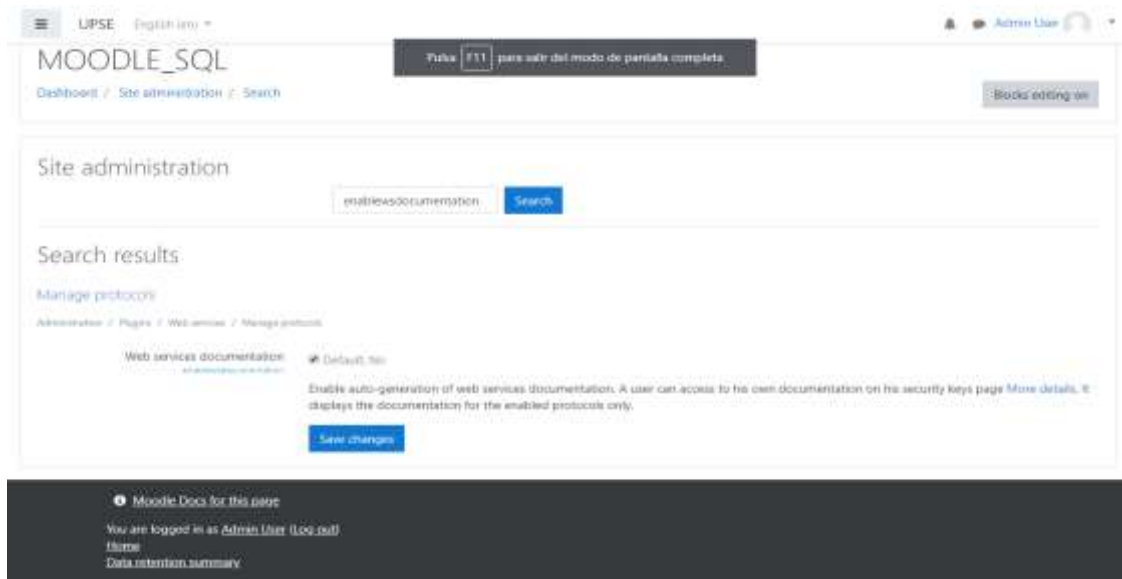 UPSE English (en)
Admin User
MOODLE_SQL
Pulsa F11 para salir del modo de pantalla completa
Dashboard / Site administration / Search
Blocks editing on
Site administration
enablewsdocumentation Search
Search results
Manage protocols
Administration / Plugins / Web services / Manage protocols
Web services documentation
Default: No
enablewsdocumentation
Enable auto-generation of web services documentation. A user can access to his own documentation on his security keys page More details. It
displays the documentation for the enabled protocols only.
Save changes
Moodle Docs for this page
You are logged in as Admin User (Log out)
Home
Data retention summary